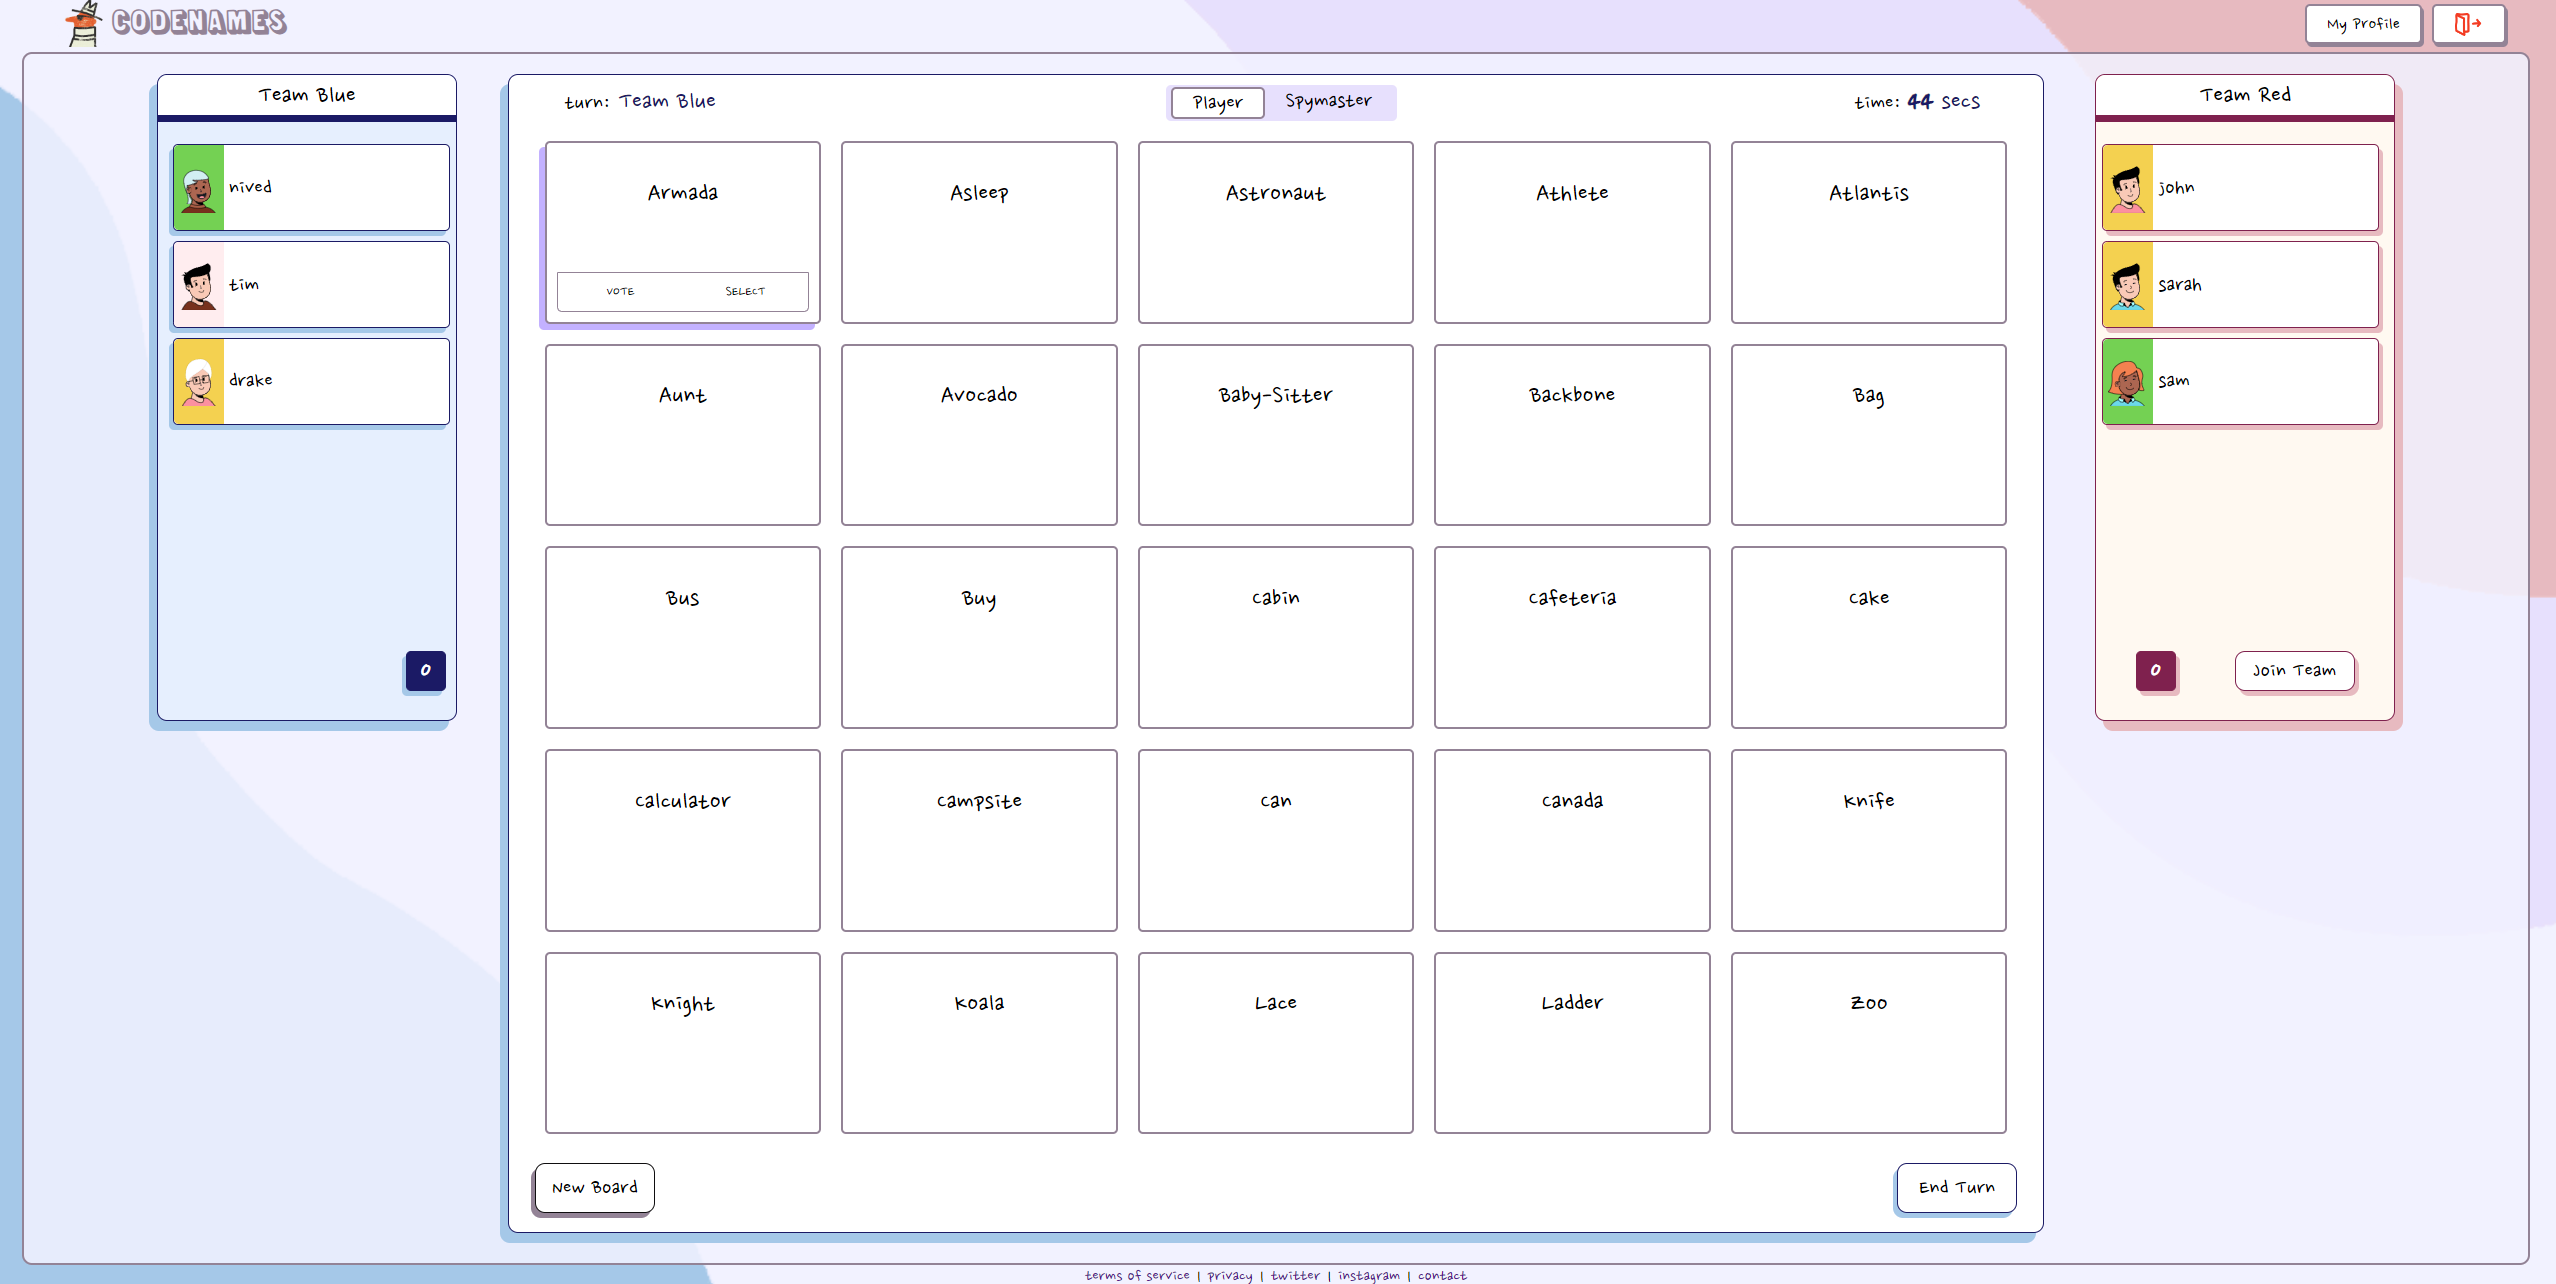 CODENAMES
My Profile
Team Blue
nived
tim
drake
0
turn: Team Blue
Player
Spymaster
time: 44 secs
Armada
VOTE
SELECT
Asleep
Astronaut
Athlete
Atlantis
Aunt
Avocado
Baby-Sitter
Backbone
Bag
Bus
Buy
Cabin
Cafeteria
Cake
Calculator
Campsite
Can
Canada
Knife
Knight
Koala
Lace
Ladder
Zoo
New Board
End Turn
Team Red
john
sarah
sam
0
Join Team
terms of service | privacy | twitter | instagram | contact